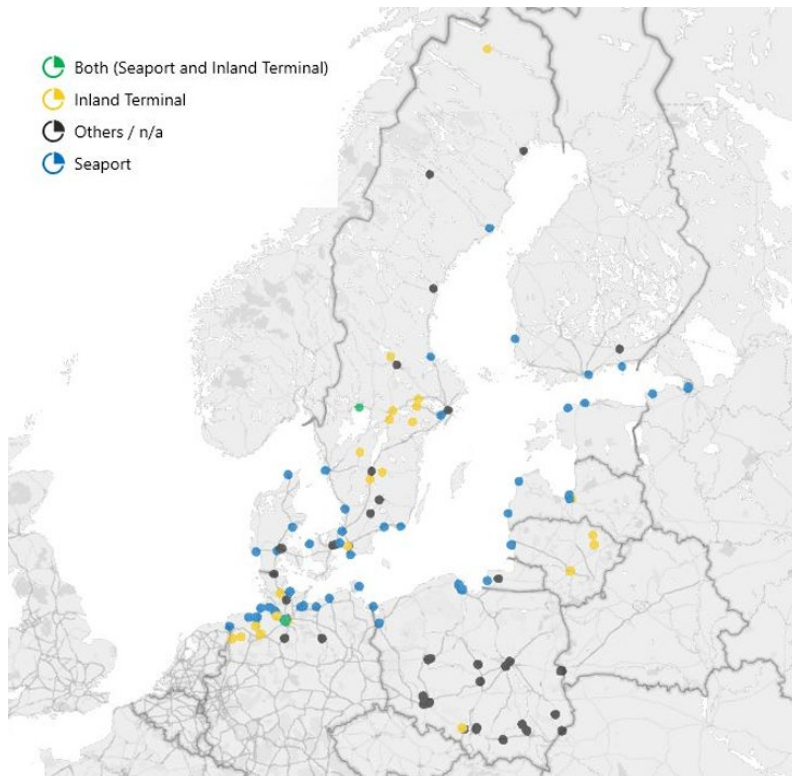 Both (Seaport and Inland Terminal)
Inland Terminal
Others / n/a
Seaport